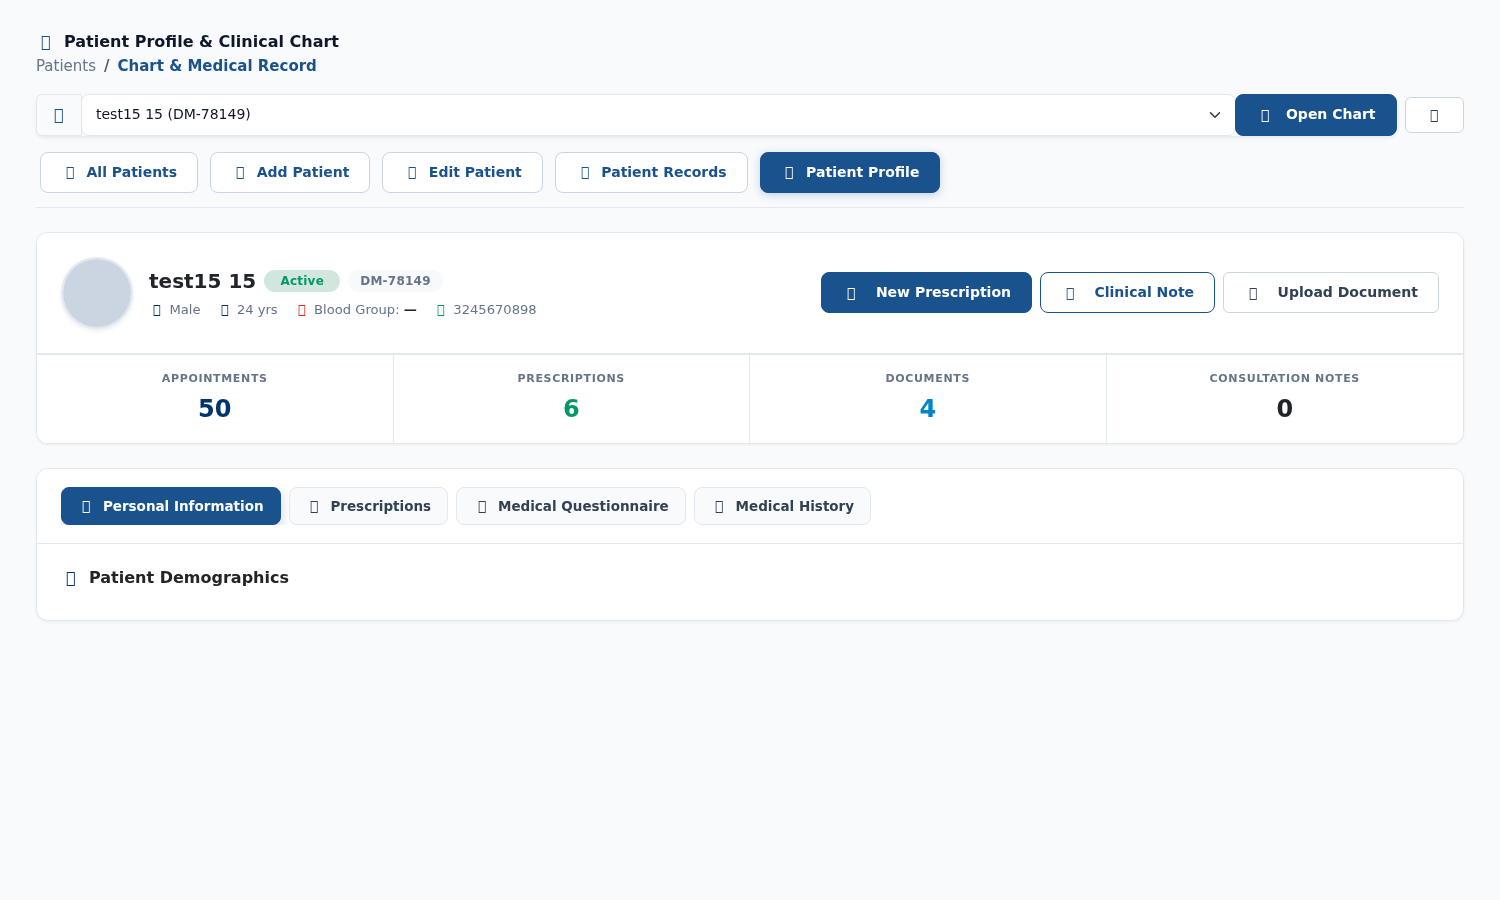 Patient Profile & Clinical Chart
Patients / Chart & Medical Record
test15 15 (DM-78149)
Open Chart
All Patients
Add Patient
Edit Patient
Patient Records
Patient Profile
test15 15
Active
DM-78149
Male
24 yrs
Blood Group: —
3245670898
New Prescription
Clinical Note
Upload Document
APPOINTMENTS
50
PRESCRIPTIONS
6
DOCUMENTS
4
CONSULTATION NOTES
0
Personal Information
Prescriptions
Medical Questionnaire
Medical History
Patient Demographics